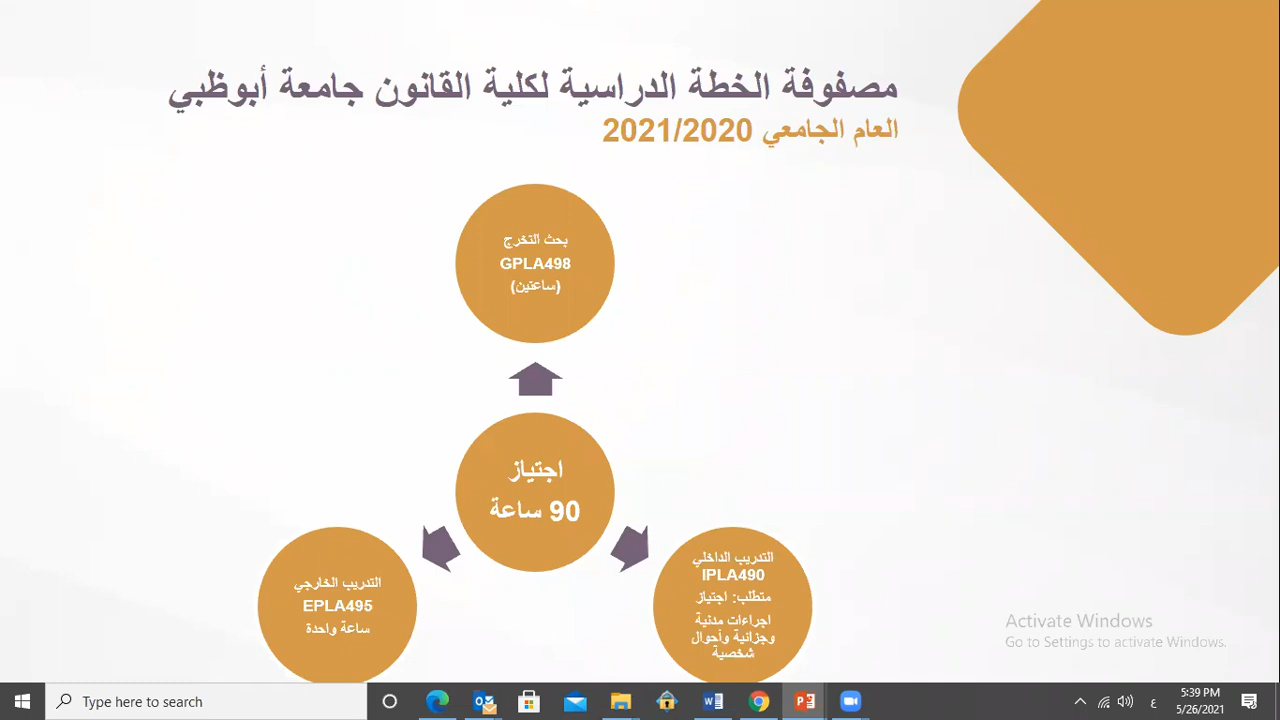 مصفوفة الخطة الدراسية لكلية القانون جامعة أبوظبي
العام الجامعي 2021/2020
بحث التخرج
GPLA498
(ساعتين)
اجتياز
90 ساعة
التدريب الداخلي
IPLA490
متطلب: اجتياز
اجراءات مدنية
وجزائية وأحوال
شخصية
التدريب الخارجي
EPLA495
ساعة واحدة
Activate Windows
Go to Settings to activate Windows.
Type here to search
ع
5:39 PM
5/26/2021